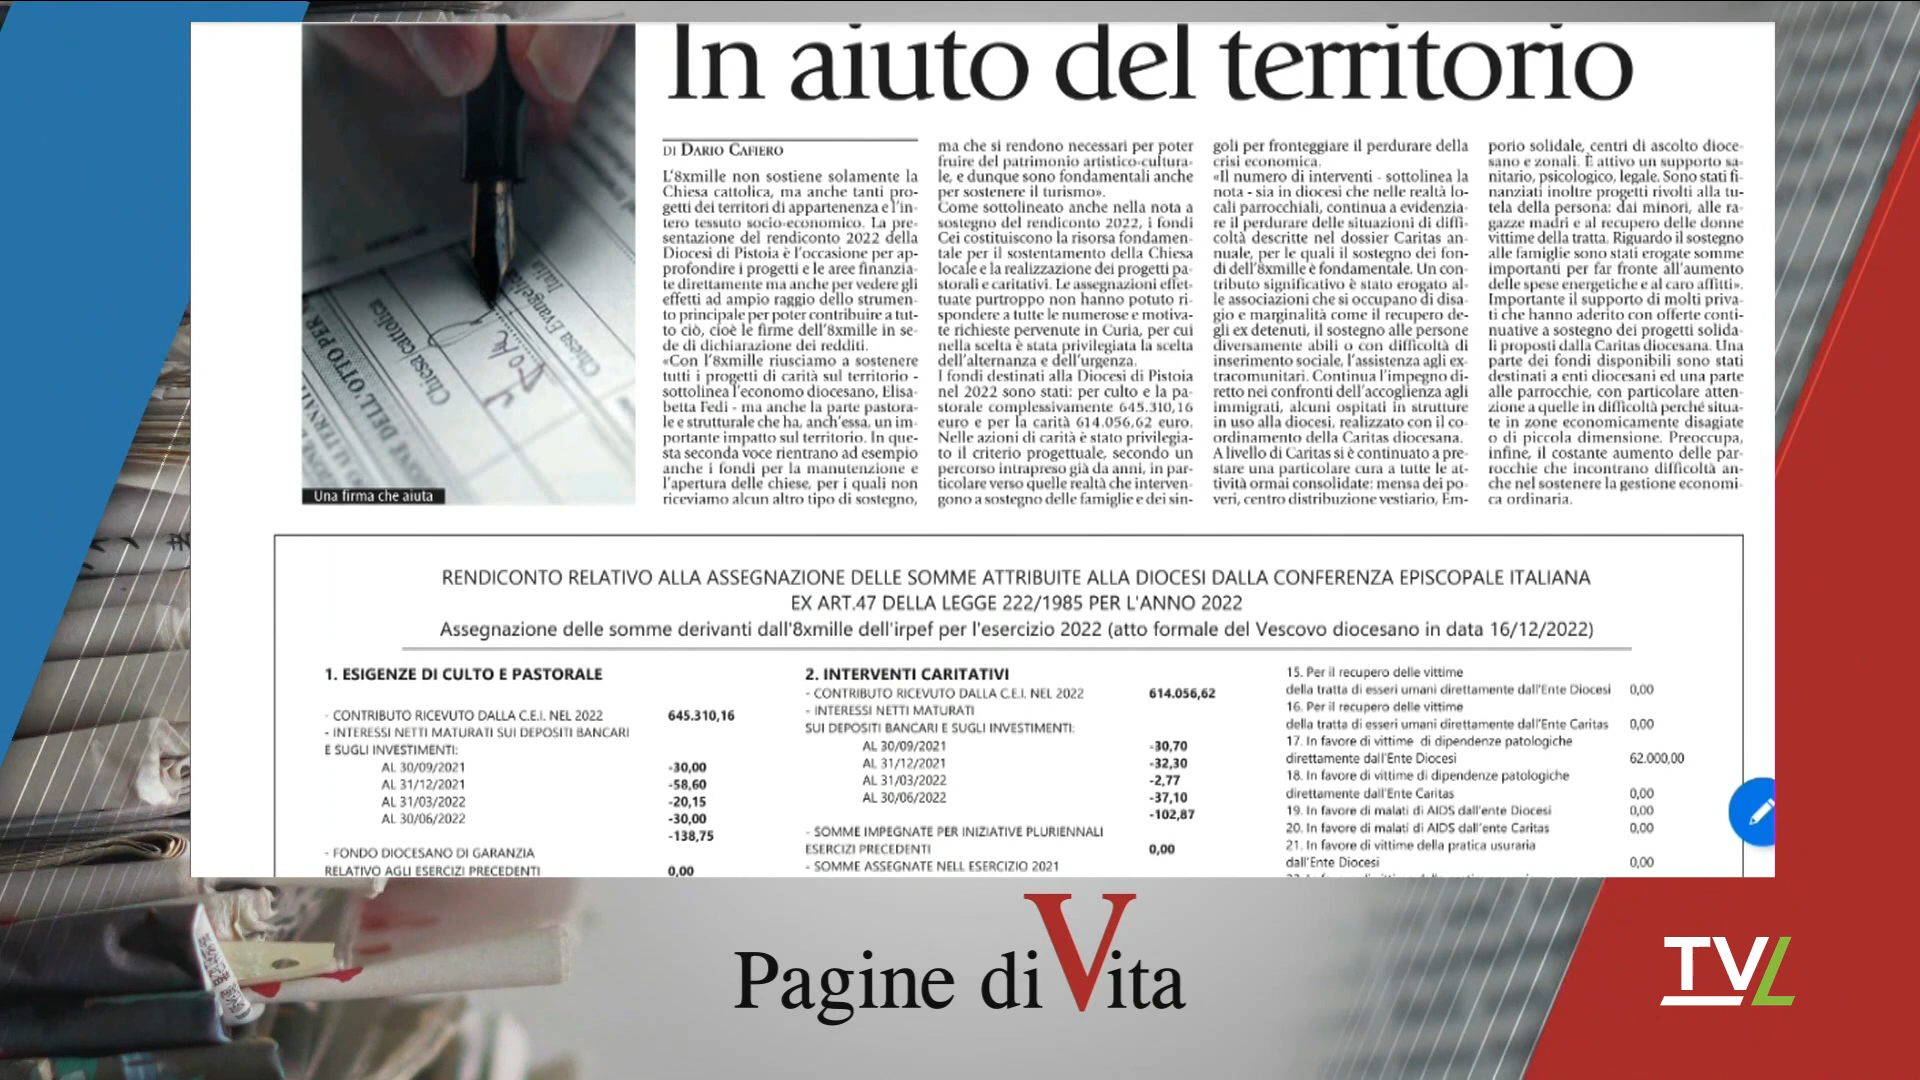 In aiuto del territorio
DI DARIO CAFIERO
L'8xmille non sostiene solamente la
Chiesa cattolica, ma anche tanti pro-
getti dei territori di appartenenza e l'in-
tero tessuto socio-economico. La pre-
sentazione del rendiconto 2022 della
Diocesi di Pistoia è l'occasione per ap-
profondire i progetti e le aree finanzia-
te direttamente ma anche per vedere gli
effetti ad ampio raggio dello strumen-
to principale per poter contribuire a tut-
to ciò, cioè le firme dell'8xmille in se-
de di dichiarazione dei redditi.
«Con l'8xmille riusciamo a sostenere
tutti i progetti di carità sul territorio -
sottolinea l'economo diocesano, Elisa-
betta Fedi - ma anche la parte pastora-
le e strutturale che ha, anch'essa, un im-
portante impatto sul territorio. In que-
sta seconda voce rientrano ad esempio
anche i fondi per la manutenzione e
l'apertura delle chiese, per i quali non
riceviamo alcun altro tipo di sostegno,
ma che si rendono necessari per poter
fruire del patrimonio artistico-cultura-
le, e dunque sono fondamentali anche
per sostenere il turismo».
Come sottolineato anche nella nota a
sostegno del rendiconto 2022, i fondi
Cei costituiscono la risorsa fondamen-
tale per il sostentamento della Chiesa
locale e la realizzazione dei progetti pa-
storali e caritativi. Le assegnazioni effet-
tuate purtroppo non hanno potuto ri-
spondere a tutte le numerose e motiva-
te richieste pervenute in Curia, per cui
nella scelta è stata privilegiata la scelta
dell'alternanza e dell'urgenza.
I fondi destinati alla Diocesi di Pistoia
nel 2022 sono stati: per culto e la pa-
storale complessivamente 645.310,16
euro e per la carità 614.056,62 euro.
Nelle azioni di carità è stato privilegia-
to il criterio progettuale, secondo un
percorso intrapreso già da anni, in par-
ticolare verso quelle realtà che interven-
gono a sostegno delle famiglie e dei sin-
goli per fronteggiare il perdurare della
crisi economica.
«Il numero di interventi - sottolinea la
nota - sia in diocesi che nelle realtà lo-
cali parrocchiali, continua a evidenzia-
re il perdurare delle situazioni di diffi-
coltà descritte nel dossier Caritas an-
nuale, per le quali il sostegno dei fon-
di dell'8xmille è fondamentale. Un con-
tributo significativo è stato erogato al-
le associazioni che si occupano di disa-
gio e marginalità come il recupero de-
gli ex detenuti, il sostegno alle persone
diversamente abili o con difficoltà di
inserimento sociale, l'assistenza agli ex-
tracomunitari. Continua l'impegno di-
retto nei confronti dell'accoglienza agli
immigrati, alcuni ospitati in strutture
in uso alla diocesi, realizzato con il co-
ordinamento della Caritas diocesana.
A livello di Caritas si è continuato a pre-
stare una particolare cura a tutte le at-
tività ormai consolidate: mensa dei po-
veri, centro distribuzione vestiario, Em-
porio solidale, centri di ascolto dioce-
sano e zonali. È attivo un supporto sa-
nitario, psicologico, legale. Sono stati fi-
nanziati inoltre progetti rivolti alla tu-
tela della persona: dai minori, alle ra-
gazze madri e al recupero delle donne
vittime della tratta. Riguardo il sostegno
alle famiglie sono stati erogate somme
importanti per far fronte all'aumento
delle spese energetiche e al caro affitti».
Importante il supporto di molti priva-
ti che hanno aderito con offerte conti-
nuative a sostegno dei progetti solida-
li proposti dalla Caritas diocesana. Una
parte dei fondi disponibili sono stati
destinati a enti diocesani ed una parte
alle parrocchie, con particolare atten-
zione a quelle in difficoltà perché situa-
te in zone economicamente disagiate
o di piccola dimensione. Preoccupa,
infine, il costante aumento delle par-
rocchie che incontrano difficoltà an-
che nel sostenere la gestione economi-
ca ordinaria.
Chiesa cattolica
Chiesa Evangelica
Italia
Una firma che aiuta
RENDICONTO RELATIVO ALLA ASSEGNAZIONE DELLE SOMME ATTRIBUITE ALLA DIOCESI DALLA CONFERENZA EPISCOPALE ITALIANA
EX ART.47 DELLA LEGGE 222/1985 PER L'ANNO 2022
Assegnazione delle somme derivanti dall'8xmille dell'irpef per l'esercizio 2022 (atto formale del Vescovo diocesano in data 16/12/2022)
1. ESIGENZE DI CULTO E PASTORALE
- CONTRIBUTO RICEVUTO DALLA C.E.I. NEL 2022 645.310,16
- INTERESSI NETTI MATURATI SUI DEPOSITI BANCARI
E SUGLI INVESTIMENTI:
AL 30/09/2021 -30,00
AL 31/12/2021 -58,60
AL 31/03/2022 -20,15
AL 30/06/2022 -30,00
-138,75
- FONDO DIOCESANO DI GARANZIA
RELATIVO AGLI ESERCIZI PRECEDENTI 0,00
2. INTERVENTI CARITATIVI
- CONTRIBUTO RICEVUTO DALLA C.E.I. NEL 2022 614.056,62
- INTERESSI NETTI MATURATI
SUI DEPOSITI BANCARI E SUGLI INVESTIMENTI:
AL 30/09/2021 -30,70
AL 31/12/2021 -32,30
AL 31/03/2022 -2,77
AL 30/06/2022 -37,10
-102,87
- SOMME IMPEGNATE PER INIZIATIVE PLURIENNALI
ESERCIZI PRECEDENTI 0,00
- SOMME ASSEGNATE NELL ESERCIZIO 2021
15. Per il recupero delle vittime
della tratta di esseri umani direttamente dall'Ente Diocesi 0,00
16. Per il recupero delle vittime
della tratta di esseri umani direttamente dall'Ente Caritas 0,00
17. In favore di vittime di dipendenze patologiche
direttamente dall'Ente Diocesi 62.000,00
18. In favore di vittime di dipendenze patologiche
direttamente dall'Ente Caritas 0,00
19. In favore di malati di AIDS dall'ente Diocesi 0,00
20. In favore di malati di AIDS dall'ente Caritas 0,00
21. In favore di vittime della pratica usuraria
dall'Ente Diocesi 0,00
Pagine di Vita
TVL